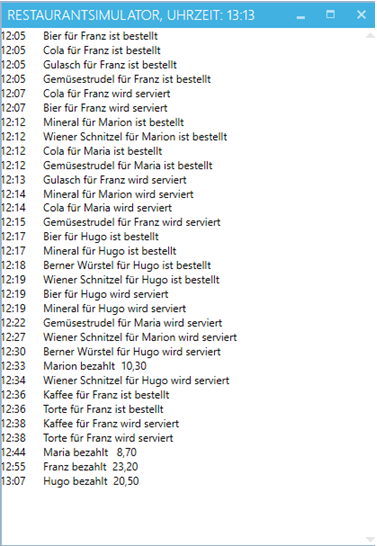 RESTAURANTSIMULATOR, UHRZEIT: 13:13
12:05 Bier für Franz ist bestellt
12:05 Cola für Franz ist bestellt
12:05 Gulasch für Franz ist bestellt
12:05 Gemüsestrudel für Franz ist bestellt
12:07 Cola für Franz wird serviert
12:07 Bier für Franz wird serviert
12:12 Mineral für Marion ist bestellt
12:12 Wiener Schnitzel für Marion ist bestellt
12:12 Cola für Maria ist bestellt
12:12 Gemüsestrudel für Maria ist bestellt
12:13 Gulasch für Franz wird serviert
12:14 Mineral für Marion wird serviert
12:14 Cola für Maria wird serviert
12:15 Gemüsestrudel für Franz wird serviert
12:17 Bier für Hugo ist bestellt
12:17 Mineral für Hugo ist bestellt
12:18 Berner Würstel für Hugo ist bestellt
12:19 Wiener Schnitzel für Hugo ist bestellt
12:19 Bier für Hugo wird serviert
12:19 Mineral für Hugo wird serviert
12:22 Gemüsestrudel für Maria wird serviert
12:27 Wiener Schnitzel für Marion wird serviert
12:30 Berner Würstel für Hugo wird serviert
12:33 Marion bezahlt 10,30
12:34 Wiener Schnitzel für Hugo wird serviert
12:36 Kaffee für Franz ist bestellt
12:36 Torte für Franz ist bestellt
12:38 Kaffee für Franz wird serviert
12:38 Torte für Franz wird serviert
12:44 Maria bezahlt 8,70
12:55 Franz bezahlt 23,20
13:07 Hugo bezahlt 20,50